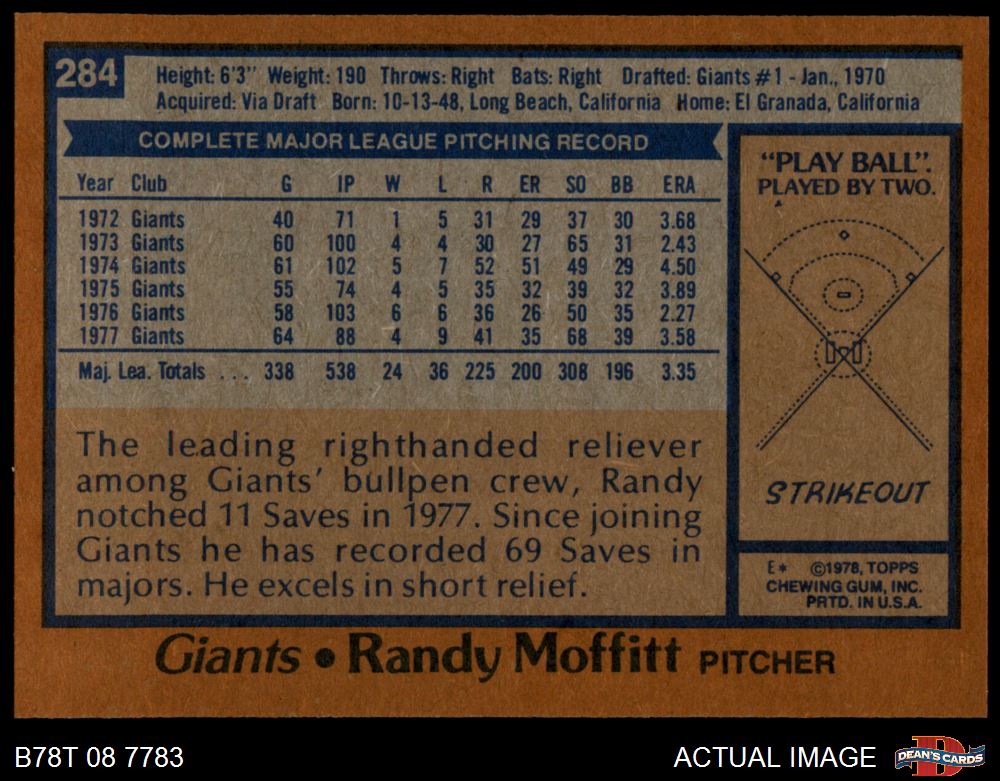 284
Height: 6'3" Weight: 190 Throws: Right Bats: Right Drafted: Giants #1 - Jan., 1970
Acquired: Via Draft Born: 10-13-48, Long Beach, California Home: El Granada, California
COMPLETE MAJOR LEAGUE PITCHING RECORD
Year Club G IP W L R ER SO BB ERA
1972 Giants 40 71 1 5 31 29 37 30 3.68
1973 Giants 60 100 4 4 30 27 65 31 2.43
1974 Giants 61 102 5 7 52 51 49 29 4.50
1975 Giants 55 74 4 5 35 32 39 32 3.89
1976 Giants 58 103 6 6 36 26 50 35 2.27
1977 Giants 64 88 4 9 41 35 68 39 3.58
Maj. Lea. Totals ... 338 538 24 36 225 200 308 196 3.35
The leading righthanded reliever
among Giants' bullpen crew, Randy
notched 11 Saves in 1977. Since joining
Giants he has recorded 69 Saves in
majors. He excels in short relief.
"PLAY BALL".
PLAYED BY TWO.
STRIKEOUT
E* ©1978, TOPPS
CHEWING GUM, INC.
PRTD. IN U.S.A.
Giants • Randy Moffitt PITCHER
B78T 08 7783
ACTUAL IMAGE
D
DEAN'S CARDS